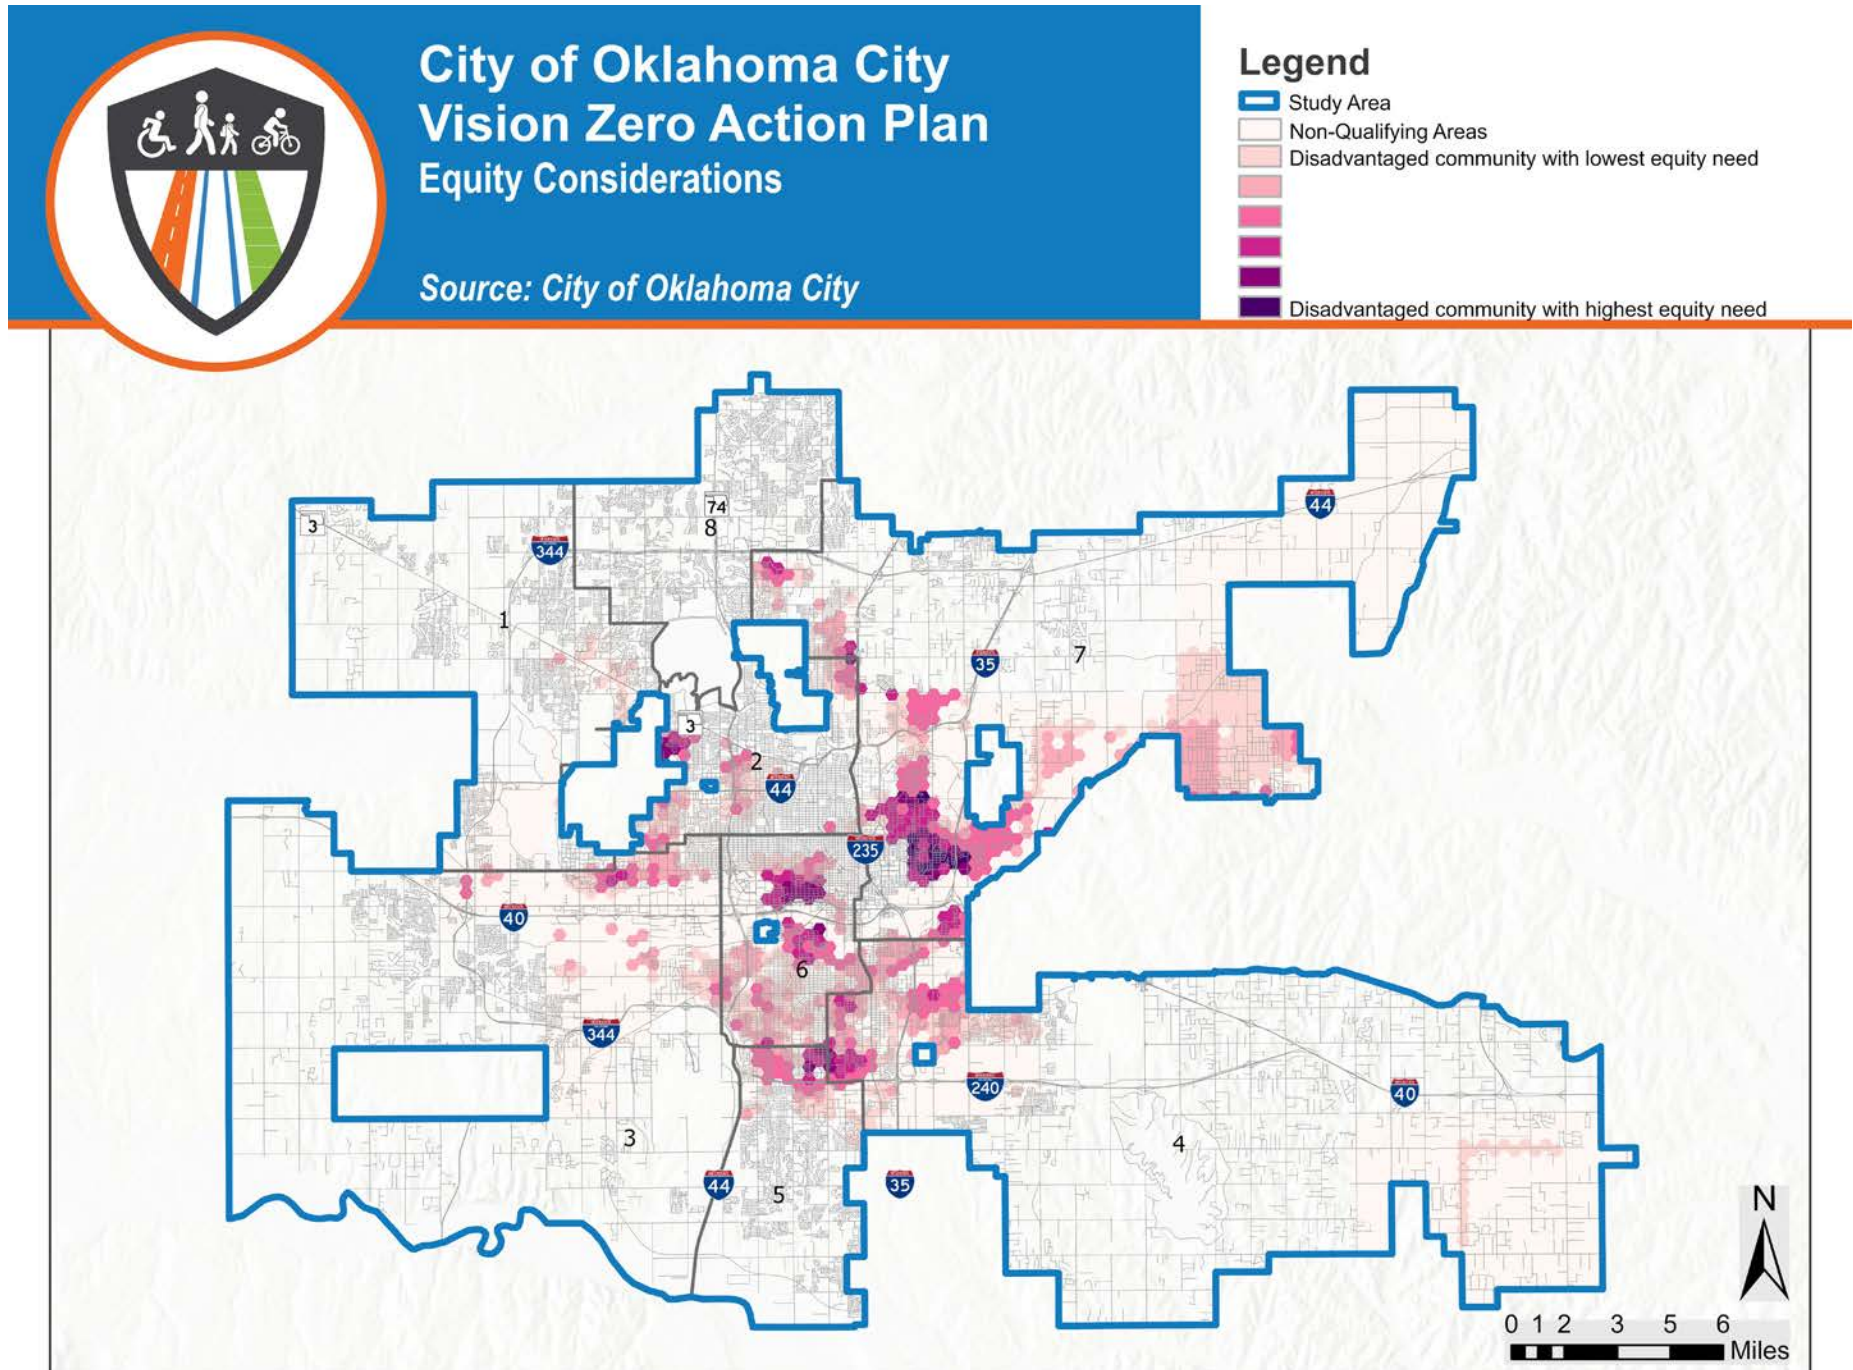 City of Oklahoma City
Vision Zero Action Plan
Equity Considerations
Source: City of Oklahoma City
Legend
Study Area
Non-Qualifying Areas
Disadvantaged community with lowest equity need
Disadvantaged community with highest equity need
44
3
74
8
344
1
35
7
3
2
44
235
40
6
344
240
40
3
4
44
5
35
N
0 1 2 3 5 6
Miles